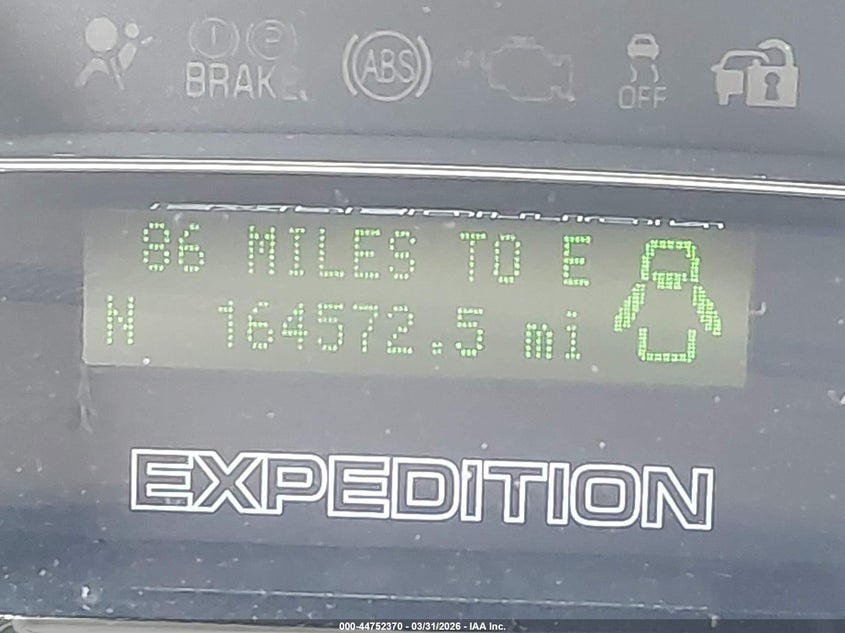 BRAKE
ABS
OFF
86 MILES TO E
N 164572.5 mi
EXPEDITION
000-44752370 - 03/31/2026 - IAA Inc.